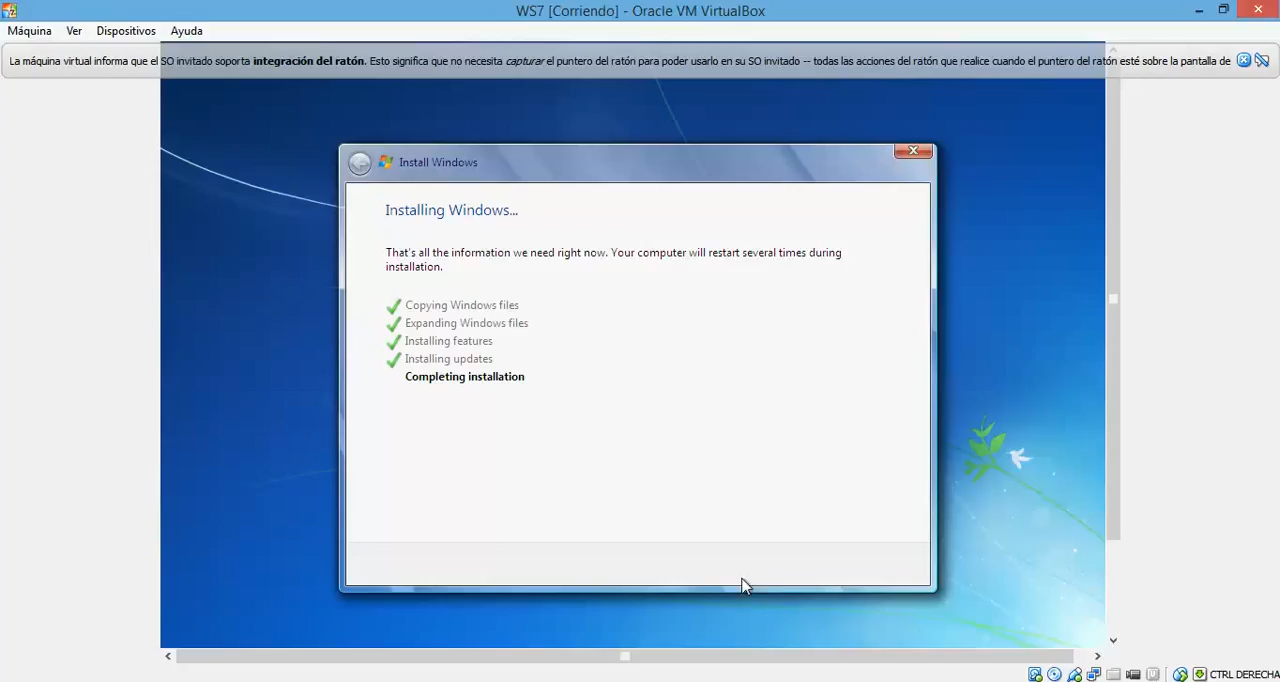 WS7 [Corriendo] - Oracle VM VirtualBox
Máquina Ver Dispositivos Ayuda
La máquina virtual informa que el SO invitado soporta integración del ratón. Esto significa que no necesita capturar el puntero del ratón para poder usarlo en su SO invitado -- todas las acciones del ratón que realice cuando el puntero del ratón esté sobre la pantalla de
Install Windows
Installing Windows...
That's all the information we need right now. Your computer will restart several times during
installation.
Copying Windows files
Expanding Windows files
Installing features
Installing updates
Completing installation
CTRL DERECHA